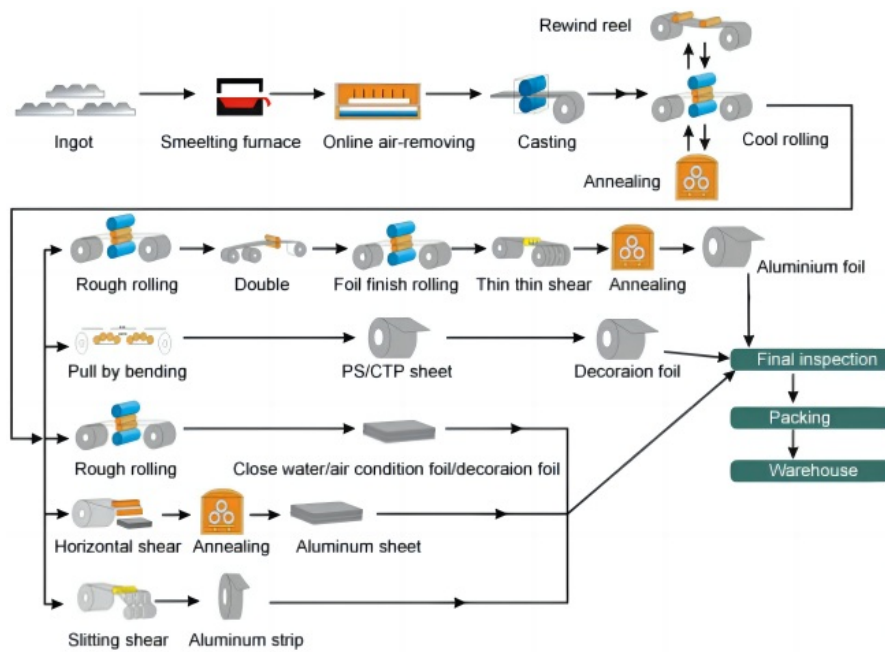 Rewind reel
Ingot
Smeelting furnace
Online air-removing
Casting
Cool rolling
Annealing
Rough rolling
Double
Foil finish rolling
Thin thin shear
Annealing
Aluminium foil
Pull by bending
PS/CTP sheet
Decoraion foil
Final inspection
Packing
Warehouse
Rough rolling
Close water/air condition foil/decoraion foil
Horizontal shear
Annealing
Aluminum sheet
Slitting shear
Aluminum strip